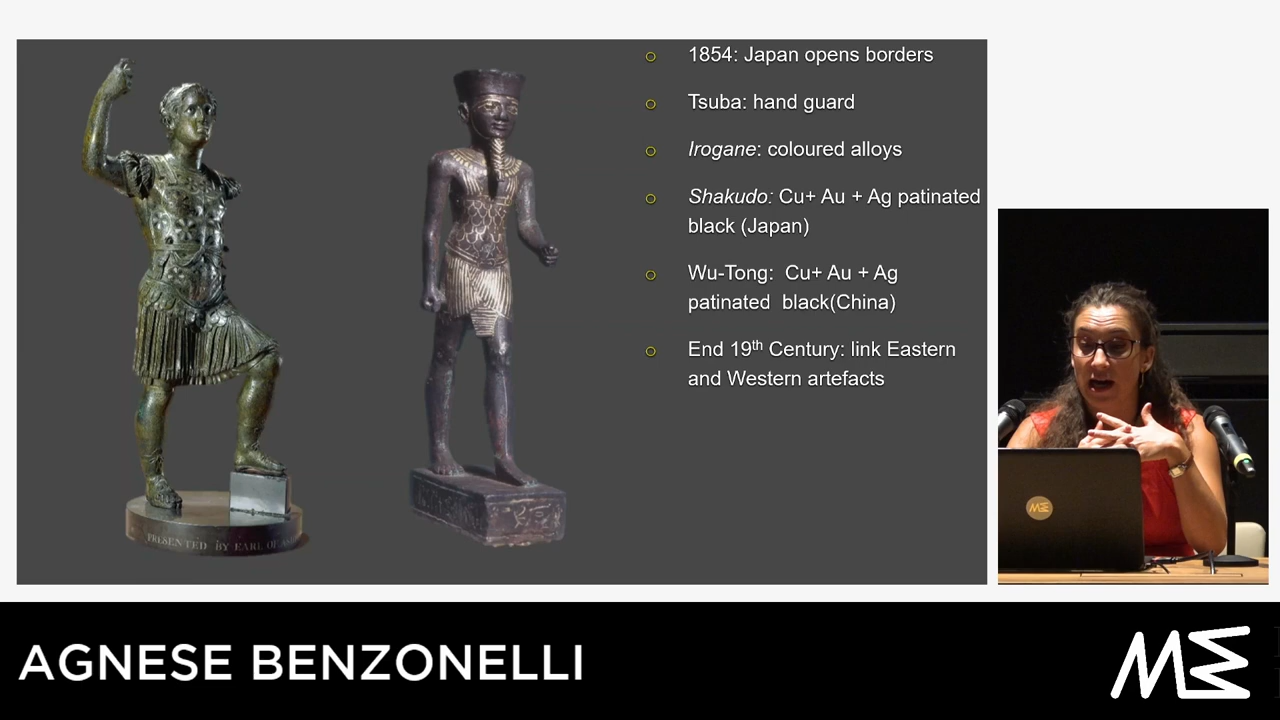 1854: Japan opens borders
Tsuba: hand guard
Irogane: coloured alloys
Shakudo: Cu+ Au + Ag patinated
black (Japan)
Wu-Tong: Cu+ Au + Ag
patinated black(China)
End 19th Century: link Eastern
and Western artefacts
PRESENTED BY EARL OF
ME
AGNESE BENZONELLI
ME